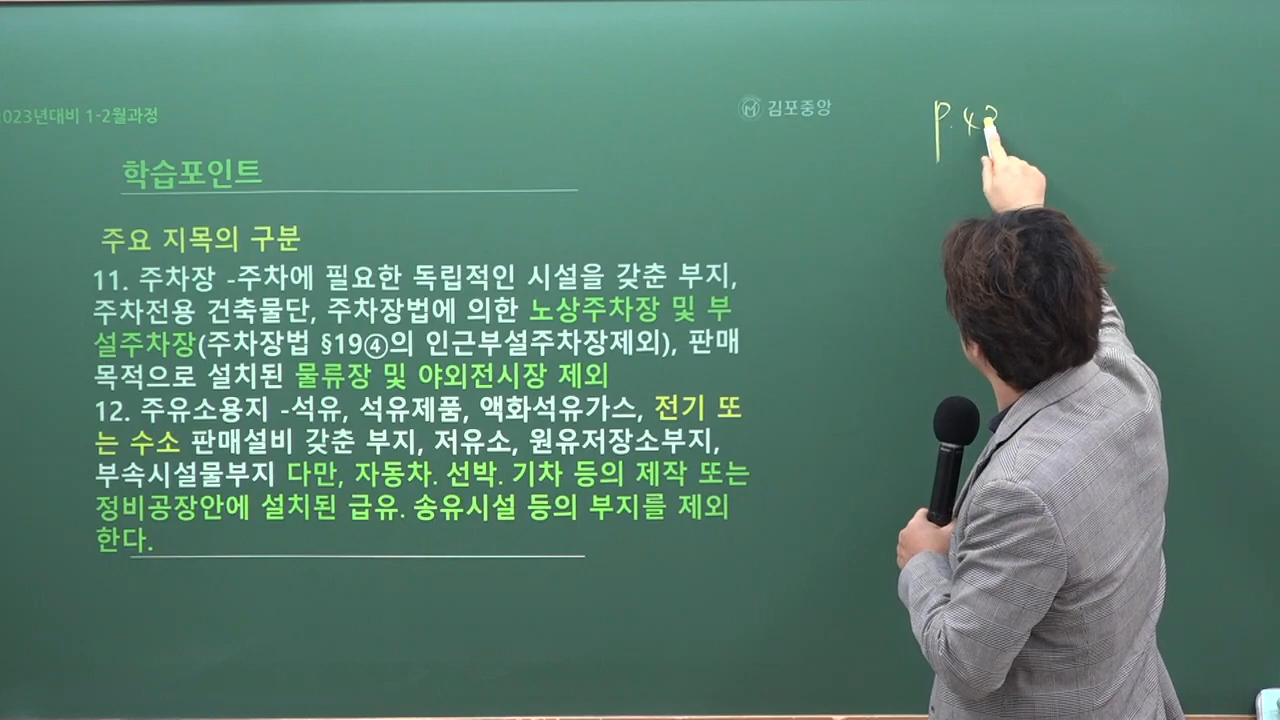 2023년대비 1-2월과정
김포중앙
학습포인트
주요 지목의 구분
11. 주차장 -주차에 필요한 독립적인 시설을 갖춘 부지,
주차전용 건축물단, 주차장법에 의한 노상주차장 및 부
설주차장(주차장법 §19④의 인근부설주차장제외), 판매
목적으로 설치된 물류장 및 야외전시장 제외
12. 주유소용지 -석유, 석유제품, 액화석유가스, 전기 또
는 수소 판매설비 갖춘 부지, 저유소, 원유저장소부지,
부속시설물부지 다만, 자동차. 선박. 기차 등의 제작 또는
정비공장안에 설치된 급유. 송유시설 등의 부지를 제외
한다.